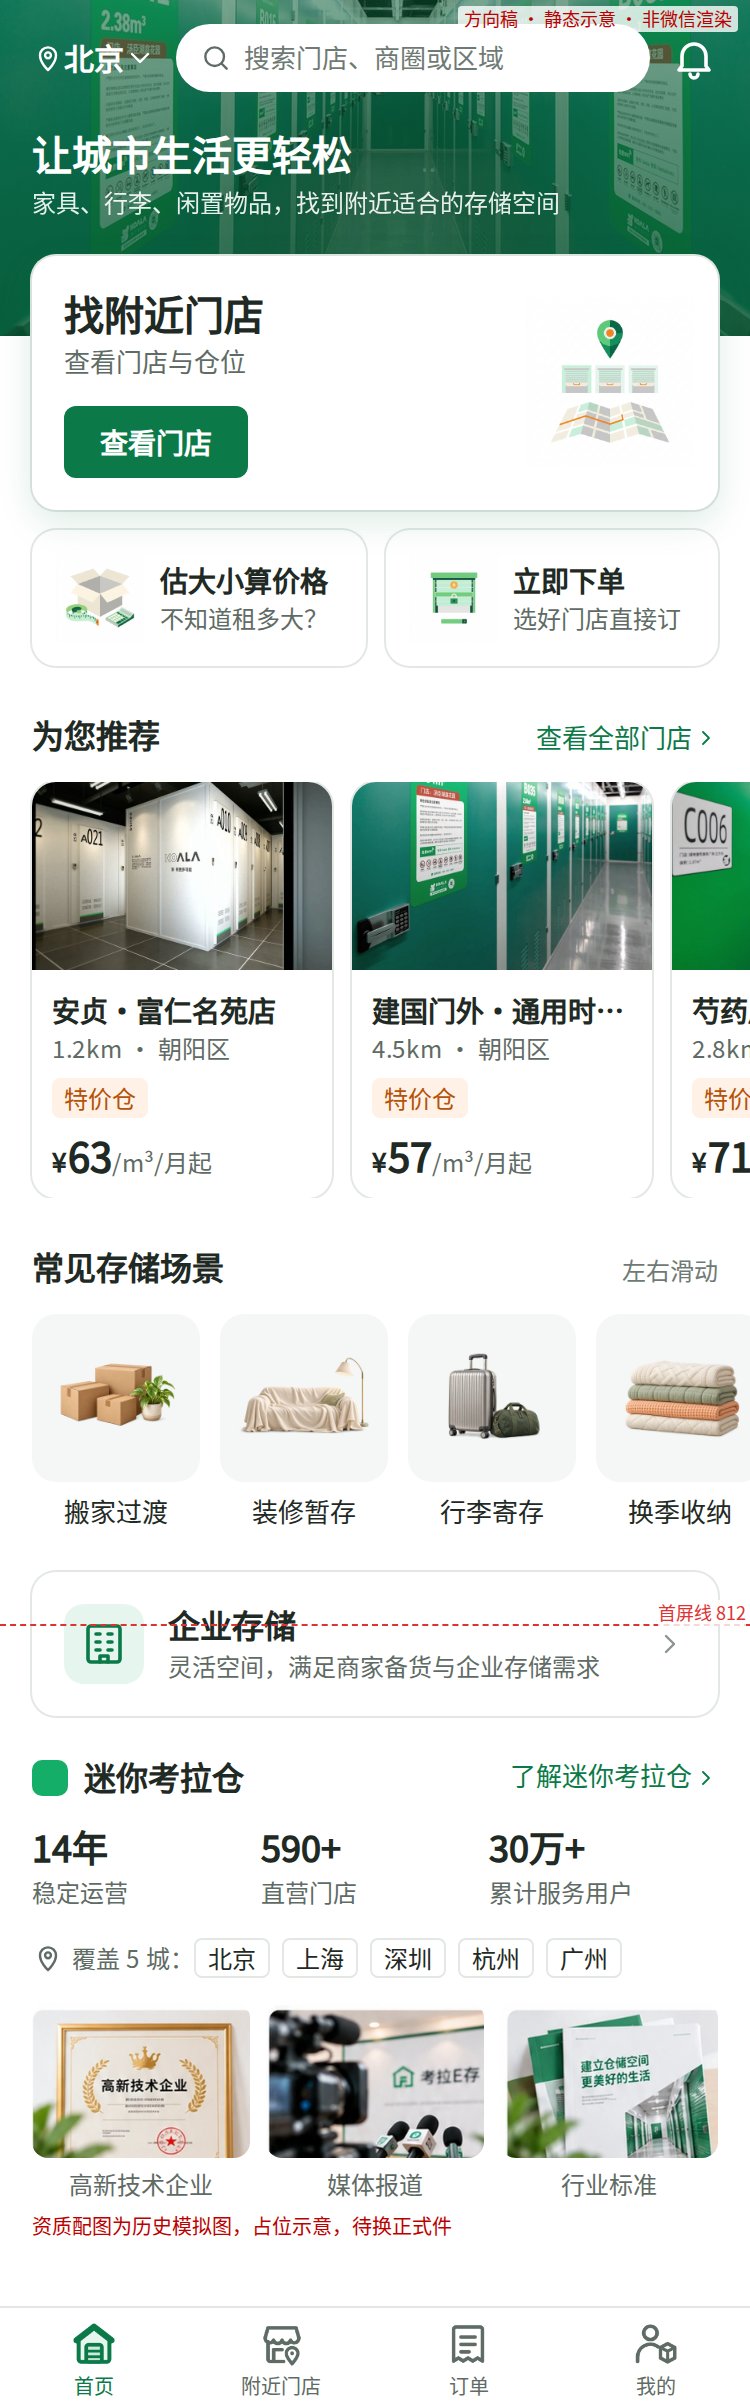 方向稿 · 静态示意 · 非微信渲染
北京
搜索门店、商圈或区域
2.38m³
让城市生活更轻松
家具、行李、闲置物品，找到附近适合的存储空间
找附近门店
查看门店与仓位
查看门店
估大小算价格
不知道租多大?
立即下单
选好门店直接订
为您推荐
查看全部门店
A021
A010
KOALA
B035
C006
安贞·富仁名苑店
1.2km · 朝阳区
特价仓
¥63/m³/月起
建国门外·通用时···
4.5km · 朝阳区
特价仓
¥57/m³/月起
芍药
2.8km
特价
¥71
常见存储场景
左右滑动
搬家过渡
装修暂存
行李寄存
换季收纳
首屏线 812
企业存储
灵活空间，满足商家备货与企业存储需求
迷你考拉仓
了解迷你考拉仓
14年
稳定运营
590+
直营门店
30万+
累计服务用户
覆盖 5 城：
北京
上海
深圳
杭州
广州
高新技术企业
考拉E存
建立仓储空间
更美好的生活
高新技术企业
媒体报道
行业标准
资质配图为历史模拟图，占位示意，待换正式件
首页
附近门店
订单
我的